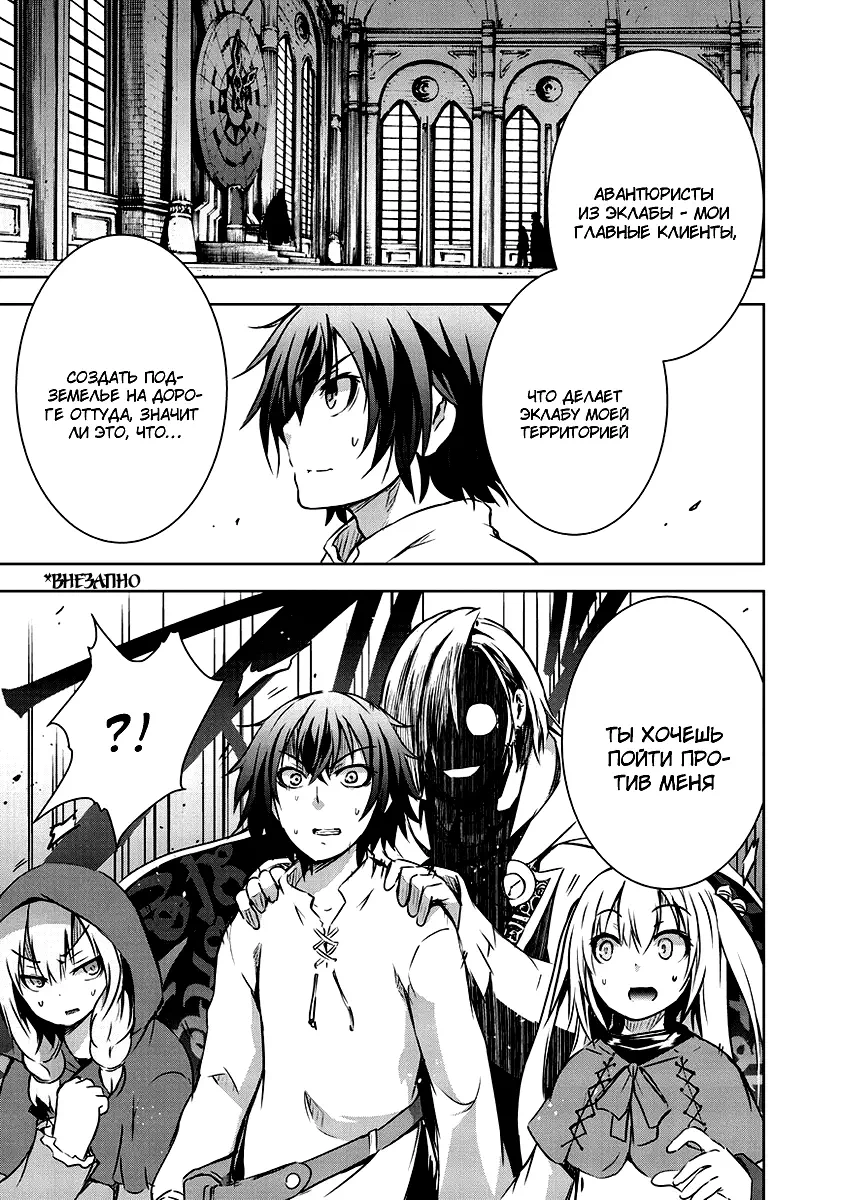 АВАНТЮРИСТЫ
ИЗ ЭКЛАБЫ - МОИ
ГЛАВНЫЕ КЛИЕНТЫ,
ЧТО ДЕЛАЕТ
ЭКЛАБУ МОЕЙ
ТЕРРИТОРИЕЙ
СОЗДАТЬ ПОД-
ЗЕМЕЛЬЕ НА ДОРО-
ГЕ ОТТУДА, ЗНАЧИТ
ЛИ ЭТО, ЧТО...
*ВНЕЗАПНО
ТЫ ХОЧЕШЬ
ПОЙТИ ПРО-
ТИВ МЕНЯ
?!